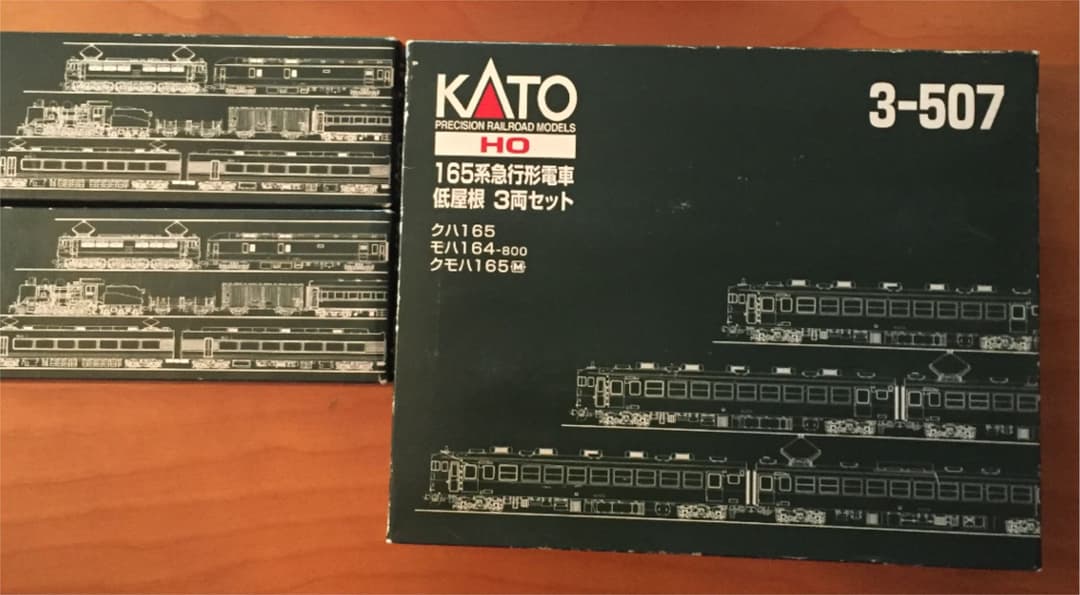 KATO
PRECISION RAILROAD MODELS
HO
3-507
165系急行形電車
低屋根 3両セット
クハ165
モハ164-800
クモハ165Ⓜ